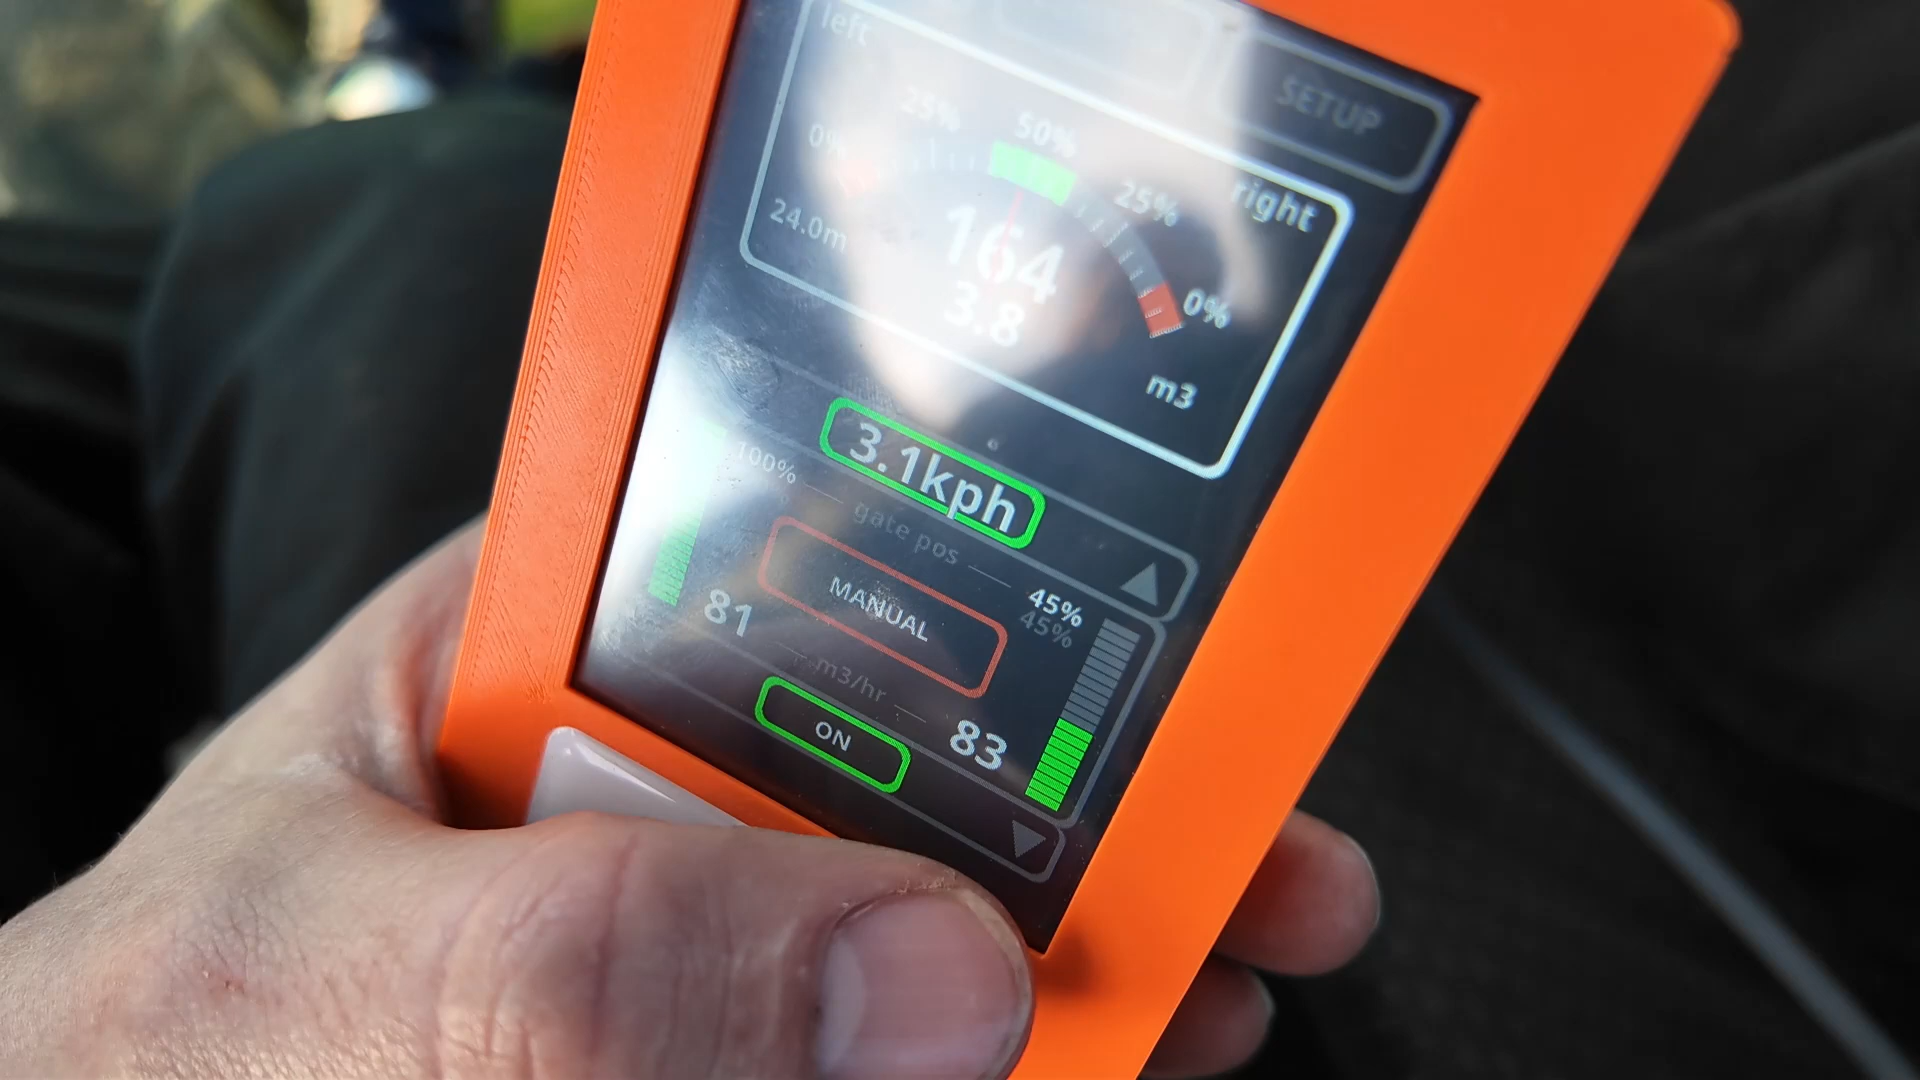 left
SETUP
25% 50%
0% 25% right
24.0m 164 0%
3.8
m3
3.1kph
100%
gate pos
MANUAL 45%
45%
81
m3/hr
ON 83